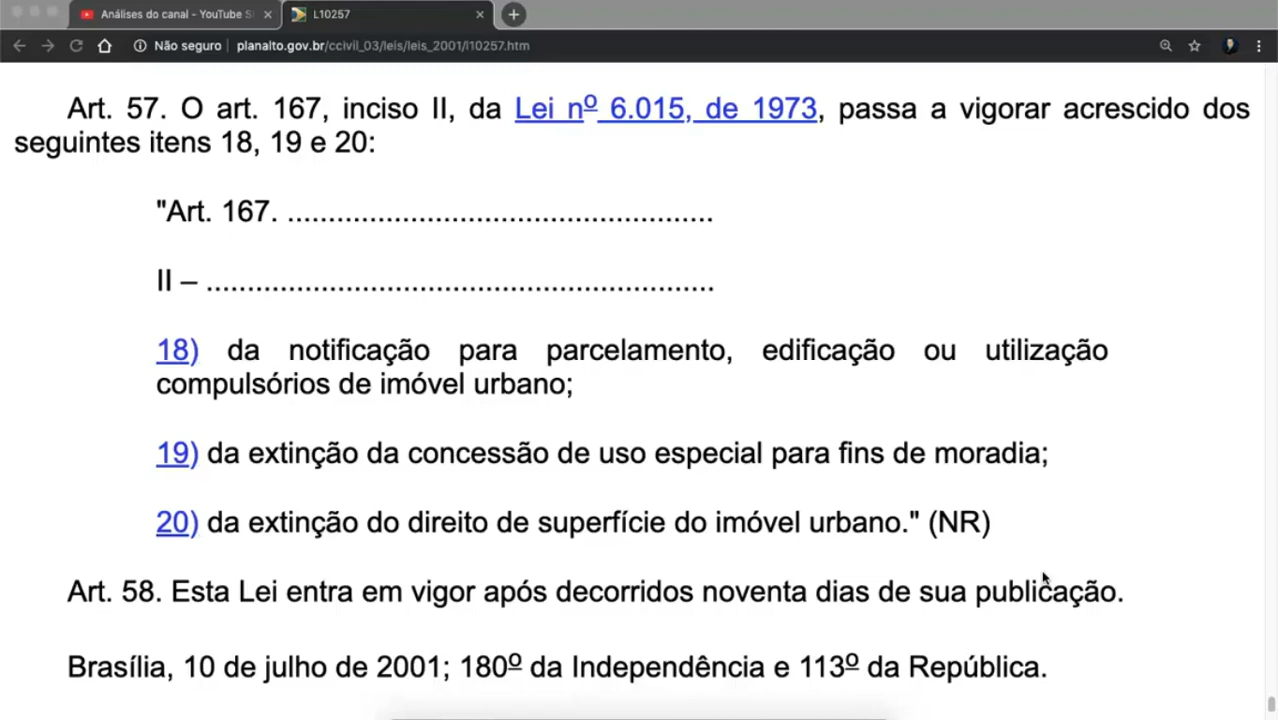 Análises do canal - YouTube S
L10257
Não seguro
planalto.gov.br/ccivil_03/leis/leis_2001/l10257.htm
Art. 57. O art. 167, inciso II, da Lei nº 6.015, de 1973, passa a vigorar acrescido dos
seguintes itens 18, 19 e 20:
"Art. 167. ....................................................
II – ..............................................................
18) da notificação para parcelamento, edificação ou utilização
compulsórios de imóvel urbano;
19) da extinção da concessão de uso especial para fins de moradia;
20) da extinção do direito de superfície do imóvel urbano." (NR)
Art. 58. Esta Lei entra em vigor após decorridos noventa dias de sua publicação.
Brasília, 10 de julho de 2001; 180º da Independência e 113º da República.